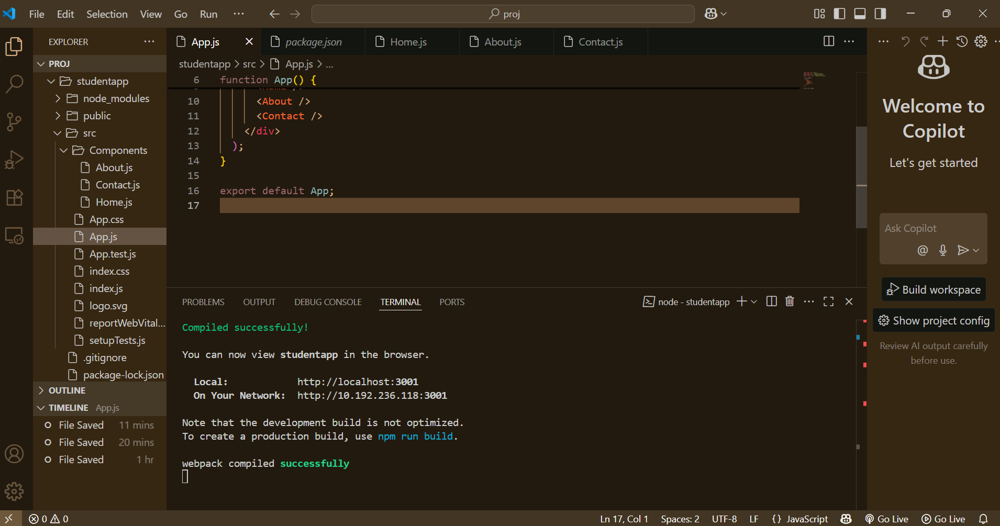 File Edit Selection View Go Run ··· proj
EXPLORER
PROJ
studentapp
node_modules
public
src
Components
About.js
Contact.js
Home.js
App.css
App.js
App.test.js
index.css
index.js
logo.svg
reportWebVital...
setupTests.js
.gitignore
package-lock.json
OUTLINE
TIMELINE App.js
File Saved 11 mins
File Saved 20 mins
File Saved 1 hr
App.js package.json Home.js About.js Contact.js
studentapp > src > App.js > ...
6 function App() {
10 <About />
11 <Contact />
12 </div>
13 );
14 }
15
16 export default App;
17
PROBLEMS OUTPUT DEBUG CONSOLE TERMINAL PORTS node - studentapp
Compiled successfully!
You can now view studentapp in the browser.
Local: http://localhost:3001
On Your Network: http://10.192.236.118:3001
Note that the development build is not optimized.
To create a production build, use npm run build.
webpack compiled successfully
Welcome to
Copilot
Let's get started
Ask Copilot
@
Build workspace
Show project config
Review AI output carefully
before use.
0 0 Ln 17, Col 1 Spaces: 2 UTF-8 LF {} JavaScript Go Live Go Live